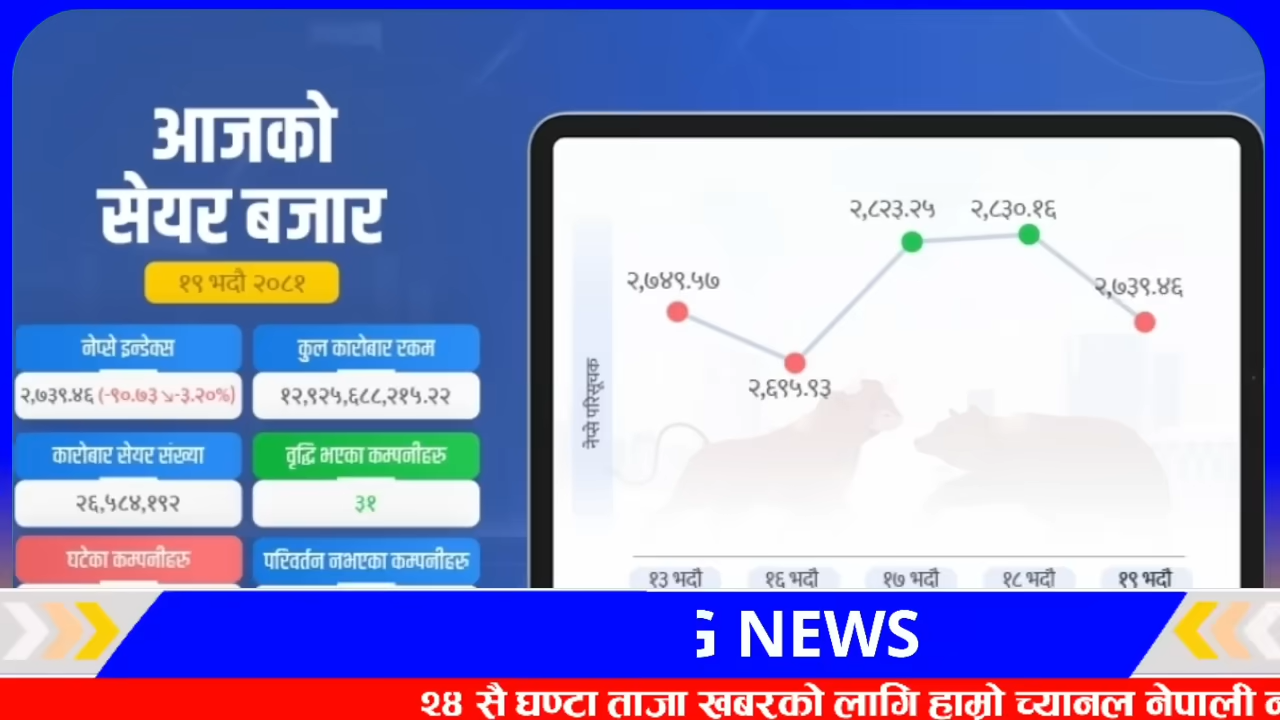 आजको
सेयर बजार
१९ भदौ २०८१
नेप्से इन्डेक्स
२,७३९.४६ (-९०.७३ ↘-३.२०%)
कुल कारोबार रकम
१२,९२५,६८८,२१५.२२
कारोबार सेयर संख्या
२६,५८४,१९२
वृद्धि भएका कम्पनीहरु
३१
घटेका कम्पनीहरु
परिवर्तन नभएका कम्पनीहरु
नेप्से परिसूचक
२,७४९.५७
२,६९५.९३
२,८२३.२५
२,८३०.१६
२,७३९.४६
१३ भदौ
१६ भदौ
१७ भदौ
१८ भदौ
१९ भदौ
G NEWS
२४ सै घण्टा ताजा खबरको लागि हाम्रो च्यानल नेपाली